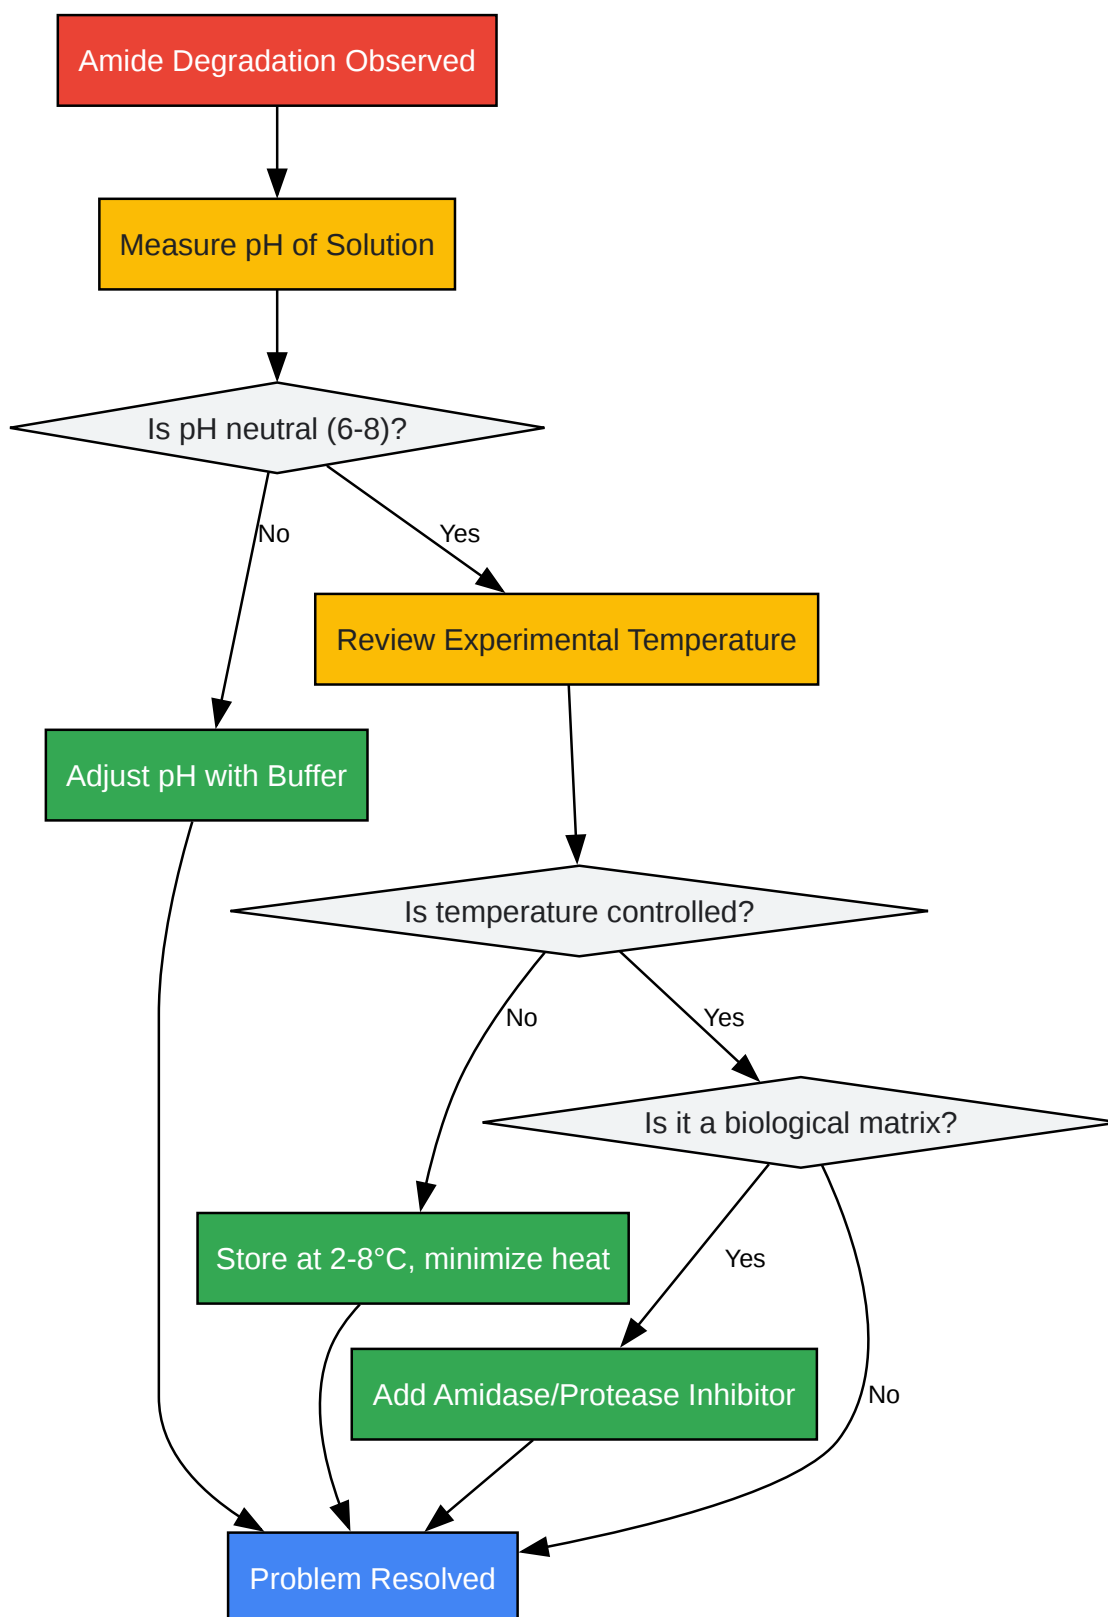 Amide Degradation Observed
Measure pH of Solution
Is pH neutral (6-8)?
No
Yes
Review Experimental Temperature
Adjust pH with Buffer
Is temperature controlled?
No
Yes
Is it a biological matrix?
Store at 2-8°C, minimize heat
Yes
Add Amidase/Protease Inhibitor
No
Problem Resolved